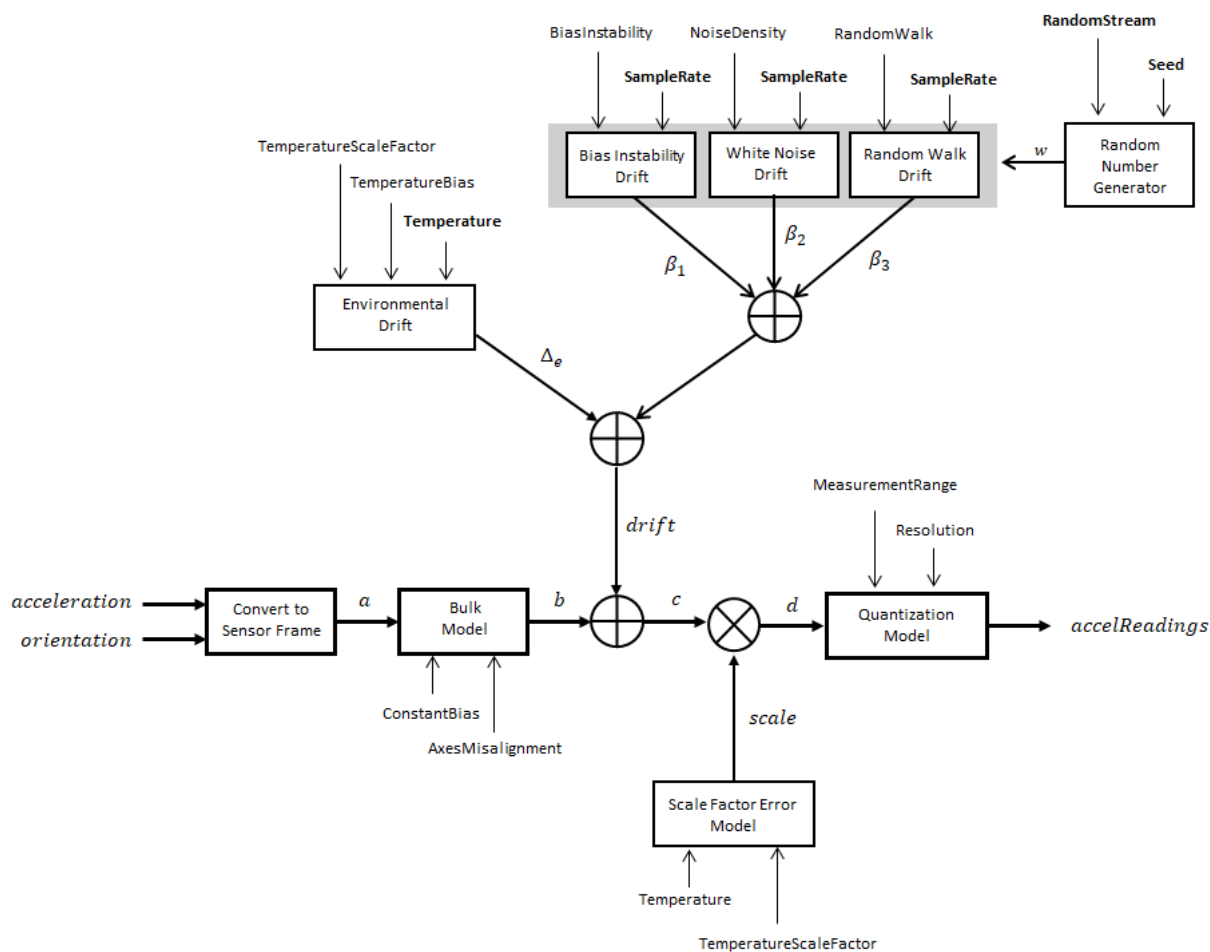 RandomStream
BiasInstability
NoiseDensity
RandomWalk
Seed
SampleRate
SampleRate
SampleRate
Bias Instability
Drift
White Noise
Drift
Random Walk
Drift
w
Random
Number
Generator
TemperatureScaleFactor
TemperatureBias
Temperature
β1
β2
β3
Environmental
Drift
Δe
drift
MeasurementRange
Resolution
acceleration
orientation
Convert to
Sensor Frame
a
Bulk
Model
b
c
d
Quantization
Model
accelReadings
ConstantBias
AxesMisalignment
scale
Scale Factor Error
Model
Temperature
TemperatureScaleFactor